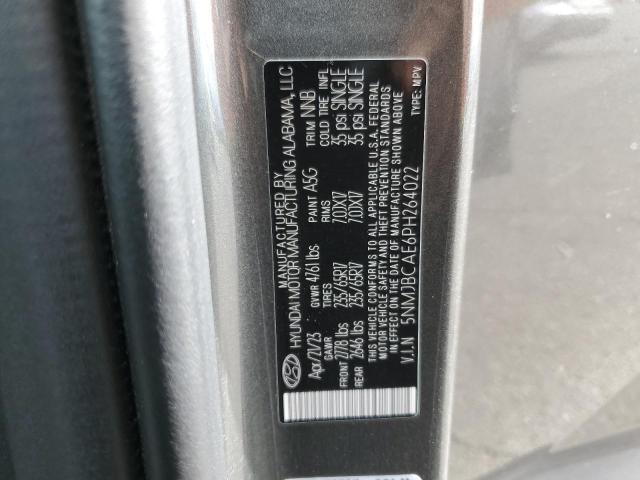 MANUFACTURED BY
HYUNDAI MOTOR MANUFACTURING ALABAMA, LLC
Apr/21/23 GVWR 4761 lbs PAINT A5G TRIM NNB
GAWR TIRES RIMS COLD TIRE INFL
FRONT 2778 lbs 235/65R17 7.0JX17 35 psi SINGLE
REAR 2646 lbs 235/65R17 7.0JX17 35 psi SINGLE
THIS VEHICLE CONFORMS TO ALL APPLICABLE U.S.A. FEDERAL
MOTOR VEHICLE SAFETY AND THEFT PREVENTION STANDARDS
IN EFFECT ON THE DATE OF MANUFACTURE SHOWN ABOVE
V.I.N 5NMJBCAE6PH264022 TYPE: MPV